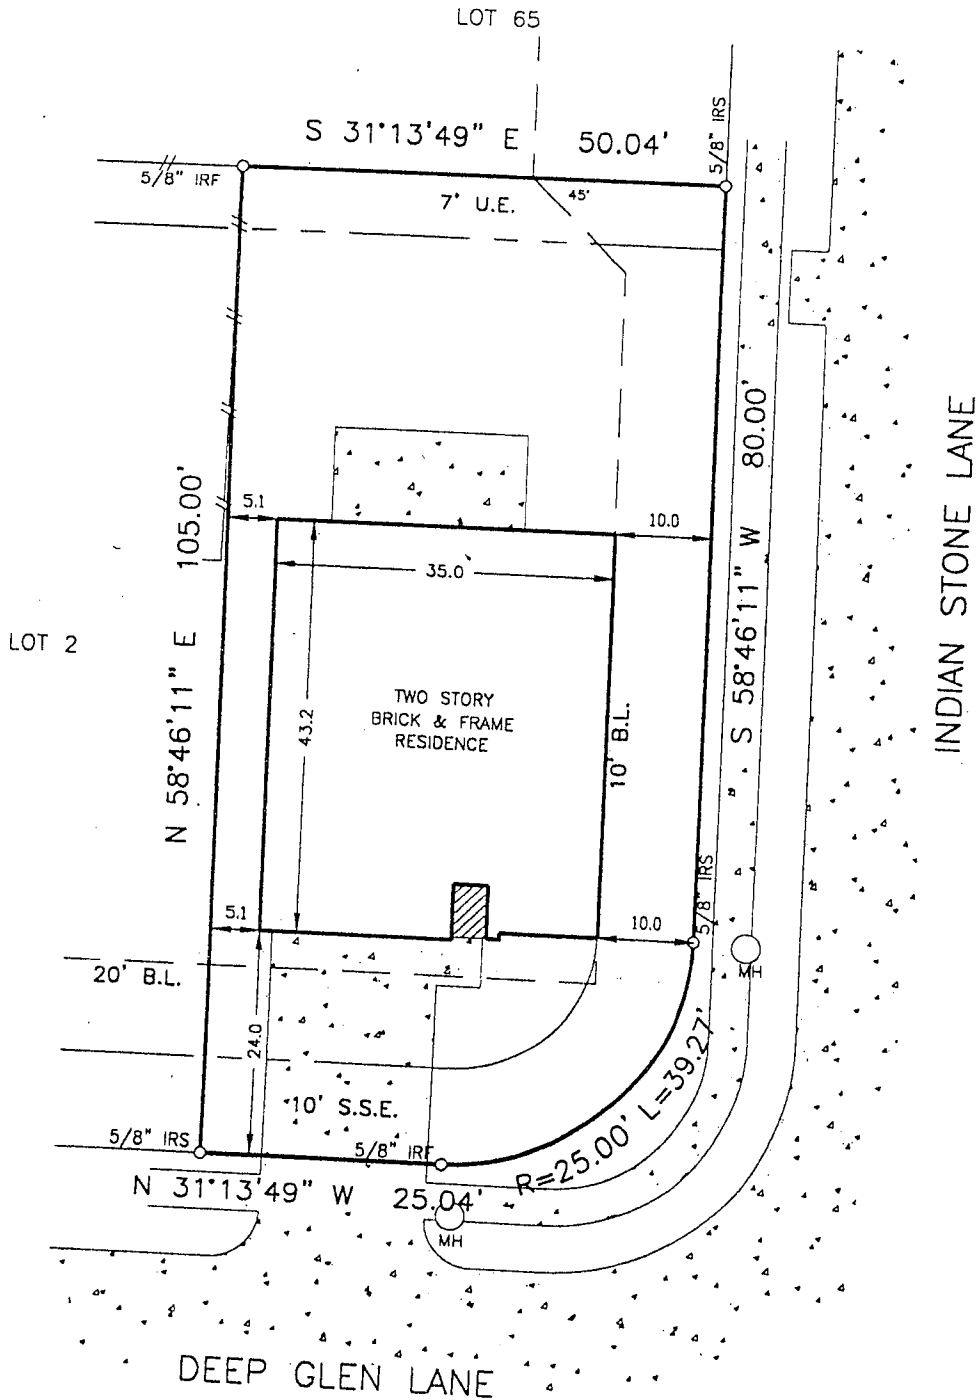 LOT 65
S 31°13'49" E 50.04'
5/8" IRS
5/8" IRF
7' U.E.
45'
N 58°46'11" E 105.00'
S 58°46'11" W 80.00'
INDIAN STONE LANE
5.1
10.0
35.0
43.2
LOT 2
TWO STORY
BRICK & FRAME
RESIDENCE
10' B.L.
5/8" IRS
5.1
10.0
MH
20' B.L.
24.0
10' S.S.E.
R=25.00' L=39.27'
5/8" IRS
5/8" IRF
N 31°13'49" W 25.04'
MH
DEEP GLEN LANE